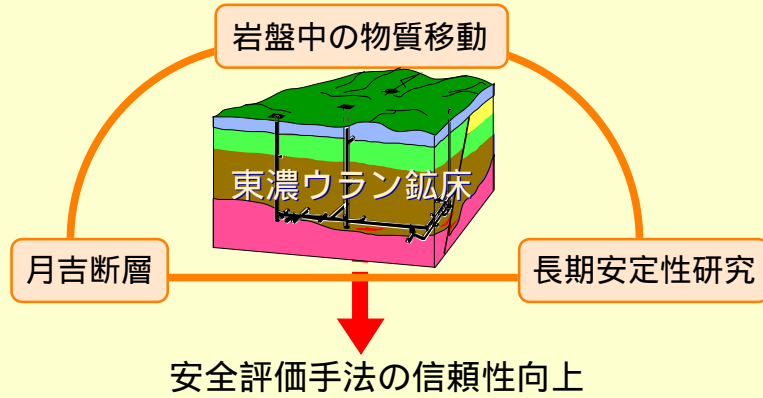 岩盤中の物質移動
東濃ウラン鉱床
月吉断層
長期安定性研究
安全評価手法の信頼性向上